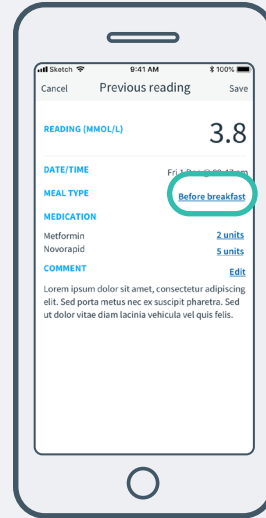 Sketch 9:41 AM 100%
Cancel Previous reading Save
READING (MMOL/L) 3.8
DATE/TIME
MEAL TYPE Before breakfast
MEDICATION
Metformin 2 units
Novorapid 5 units
COMMENT Edit
Lorem ipsum dolor sit amet, consectetur adipiscing
elit. Sed porta metus nec ex suscipit pharetra. Sed
ut dolor vitae diam lacinia vehicula vel quis felis.